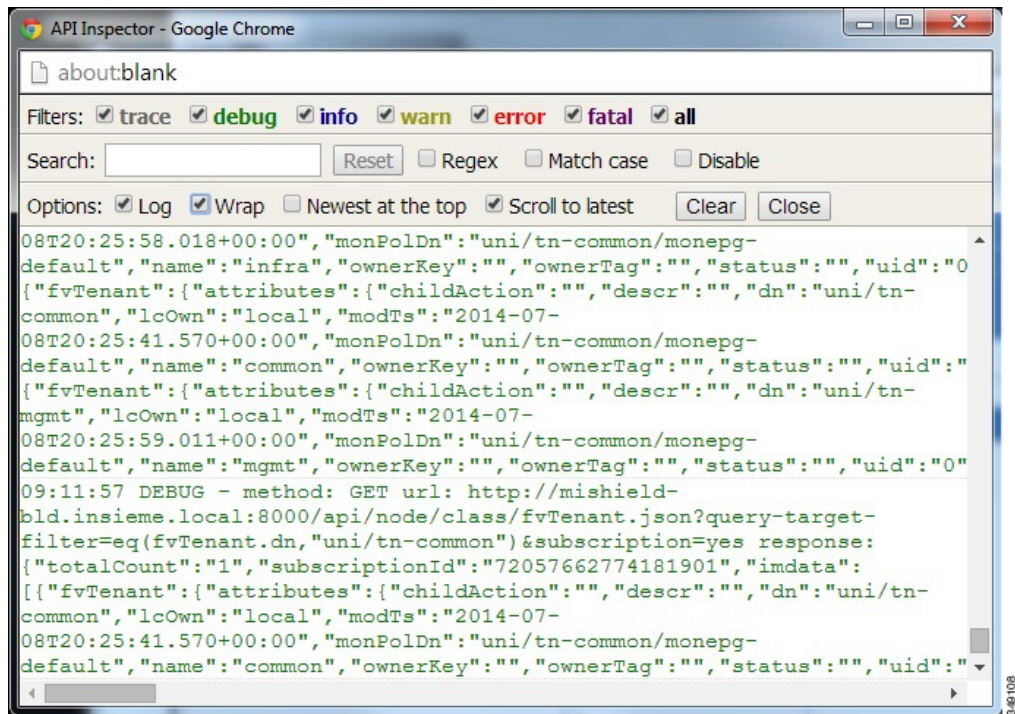 API Inspector - Google Chrome
about:blank
Filters: trace debug info warn error fatal all
Search: Reset Regex Match case Disable
Options: Log Wrap Newest at the top Scroll to latest Clear Close
08T20:25:58.018+00:00","monPolDn":"uni/tn-common/monepg-
default","name":"infra","ownerKey":"","ownerTag":"","status":"","uid":"0
{"fvTenant":{"attributes":{"childAction":"","descr":"","dn":"uni/tn-
common","lcOwn":"local","modTs":"2014-07-
08T20:25:41.570+00:00","monPolDn":"uni/tn-common/monepg-
default","name":"common","ownerKey":"","ownerTag":"","status":"","uid":"
{"fvTenant":{"attributes":{"childAction":"","descr":"","dn":"uni/tn-
mgmt","lcOwn":"local","modTs":"2014-07-
08T20:25:59.011+00:00","monPolDn":"uni/tn-common/monepg-
default","name":"mgmt","ownerKey":"","ownerTag":"","status":"","uid":"0"
09:11:57 DEBUG - method: GET url: http://mishield-
bld.insieme.local:8000/api/node/class/fvTenant.json?query-target-
filter=eq(fvTenant.dn,"uni/tn-common")&subscription=yes response:
{"totalCount":"1","subscriptionId":"72057662774181901","imdata":
[{"fvTenant":{"attributes":{"childAction":"","descr":"","dn":"uni/tn-
common","lcOwn":"local","modTs":"2014-07-
08T20:25:41.570+00:00","monPolDn":"uni/tn-common/monepg-
default","name":"common","ownerKey":"","ownerTag":"","status":"","uid":"
349108